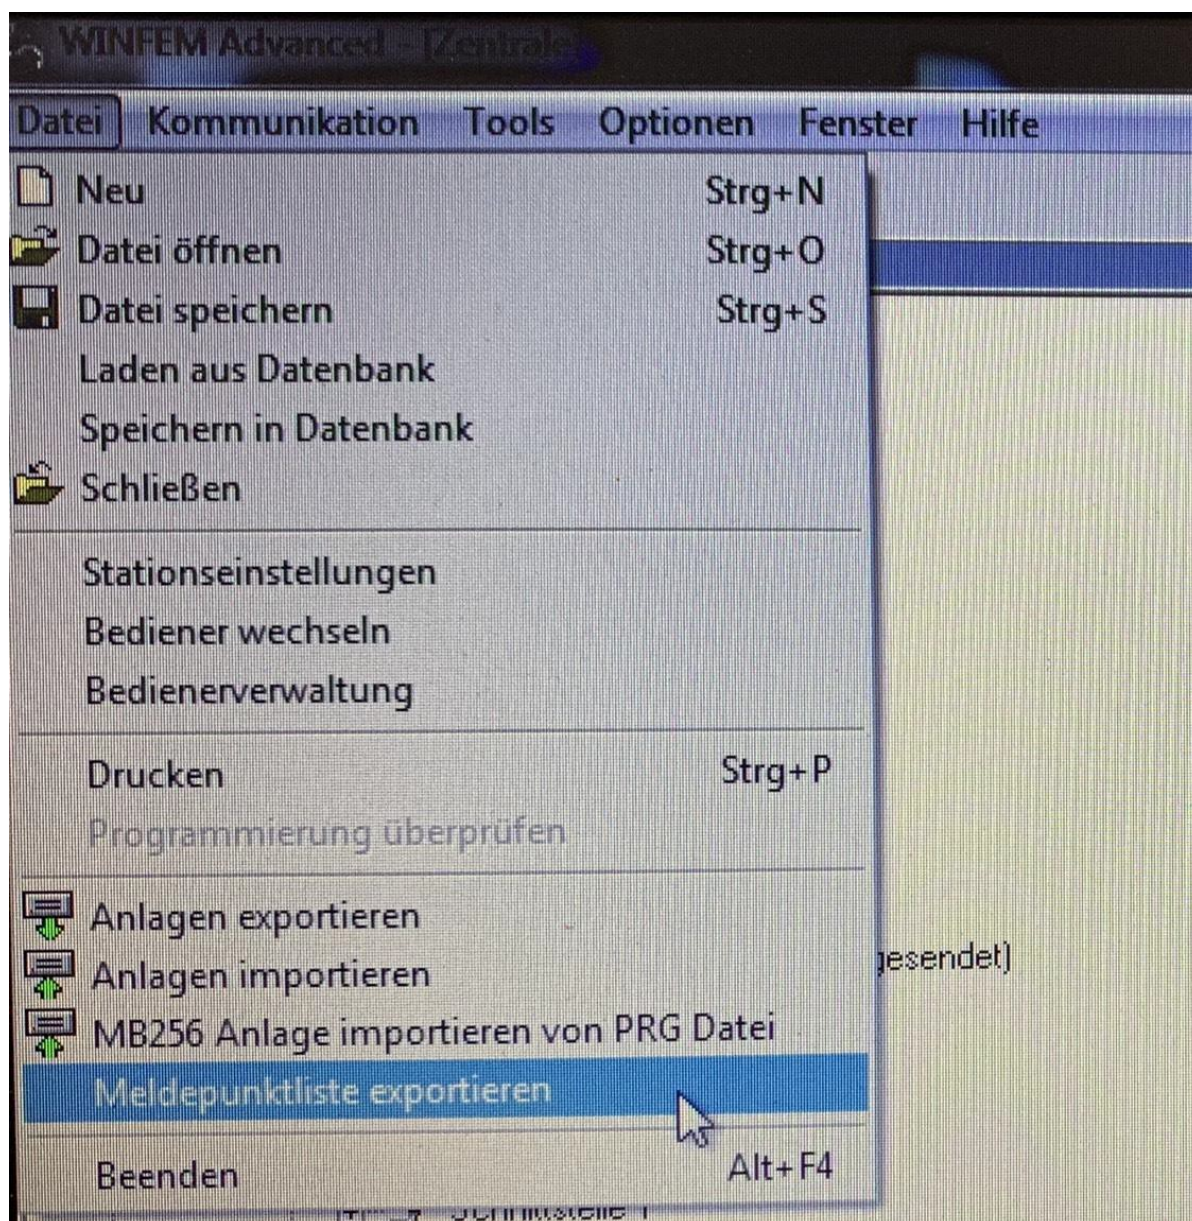 WINFEM Advanced - [Zentrale]
Datei Kommunikation Tools Optionen Fenster Hilfe
Neu Strg+N
Datei öffnen Strg+O
Datei speichern Strg+S
Laden aus Datenbank
Speichern in Datenbank
Schließen
Stationseinstellungen
Bediener wechseln
Bedienerverwaltung
Drucken Strg+P
Programmierung überprüfen
Anlagen exportieren
gesendet)
Anlagen importieren
MB256 Anlage importieren von PRG Datei
Meldepunktliste exportieren
Beenden Alt+F4